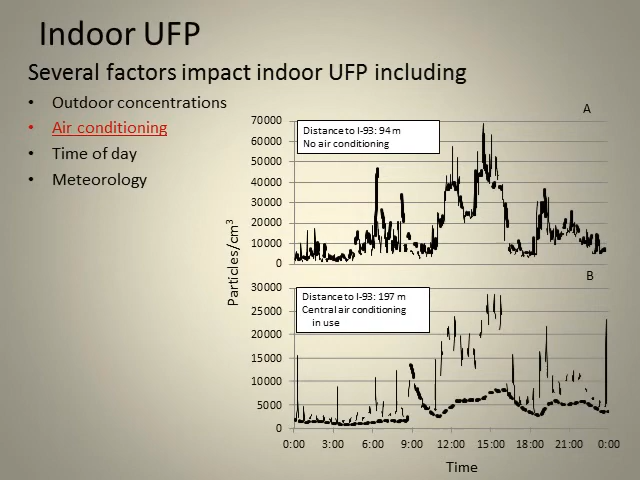 Indoor UFP
Several factors impact indoor UFP including
• Outdoor concentrations
• Air conditioning
• Time of day
• Meteorology
A
Distance to I-93: 94 m
No air conditioning
70000
60000
50000
40000
30000
20000
10000
0
Particles/cm³
B
Distance to I-93: 197 m
Central air conditioning
in use
30000
25000
20000
15000
10000
5000
0
0:00 3:00 6:00 9:00 12:00 15:00 18:00 21:00 0:00
Time